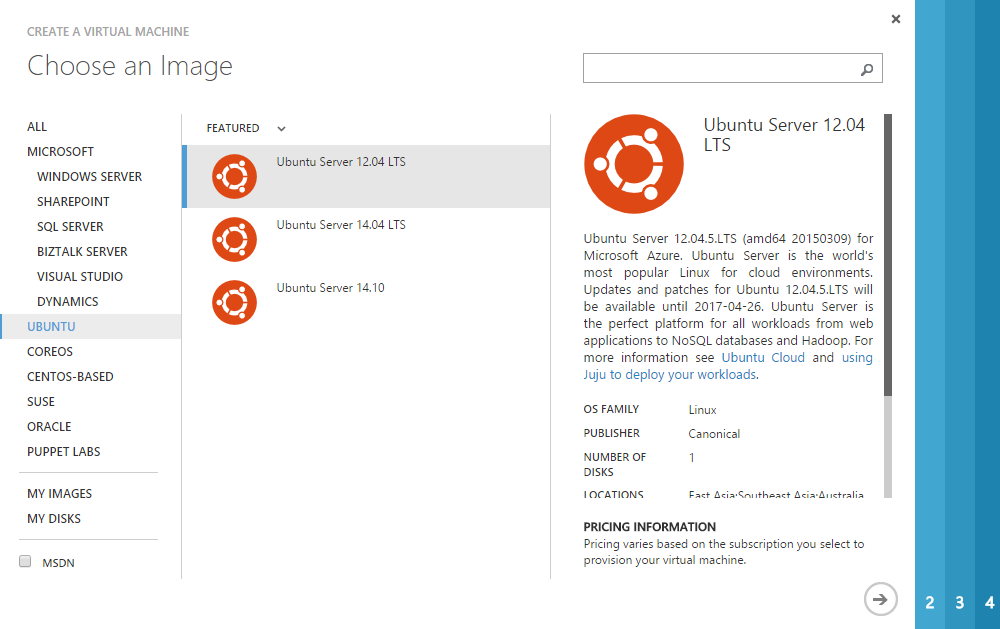 CREATE A VIRTUAL MACHINE
Choose an Image
ALL
MICROSOFT
WINDOWS SERVER
SHAREPOINT
SQL SERVER
BIZTALK SERVER
VISUAL STUDIO
DYNAMICS
UBUNTU
COREOS
CENTOS-BASED
SUSE
ORACLE
PUPPET LABS
MY IMAGES
MY DISKS
MSDN
FEATURED
Ubuntu Server 12.04 LTS
Ubuntu Server 14.04 LTS
Ubuntu Server 14.10
Ubuntu Server 12.04
LTS
Ubuntu Server 12.04.5.LTS (amd64 20150309) for
Microsoft Azure. Ubuntu Server is the world's
most popular Linux for cloud environments.
Updates and patches for Ubuntu 12.04.5.LTS will
be available until 2017-04-26. Ubuntu Server is
the perfect platform for all workloads from web
applications to NoSQL databases and Hadoop. For
more information see Ubuntu Cloud and using
Juju to deploy your workloads.
OS FAMILY Linux
PUBLISHER Canonical
NUMBER OF 1
DISKS
LOCATIONS East Asia;Southeast Asia;Australia
PRICING INFORMATION
Pricing varies based on the subscription you select to
provision your virtual machine.
2 3 4